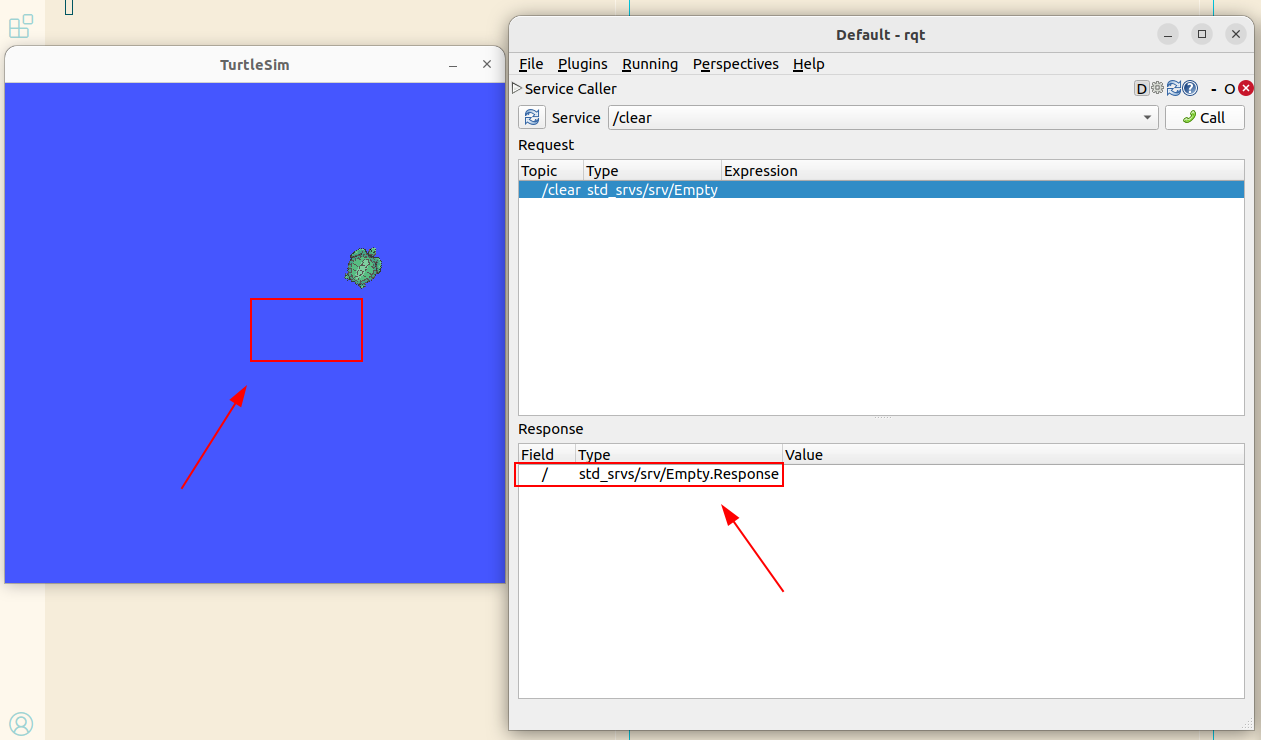 TurtleSim
Default - rqt
File Plugins Running Perspectives Help
Service Caller
D
- O
Service /clear Call
Request
Topic Type Expression
/clear std_srvs/srv/Empty
Response
Field Type Value
/ std_srvs/srv/Empty.Response